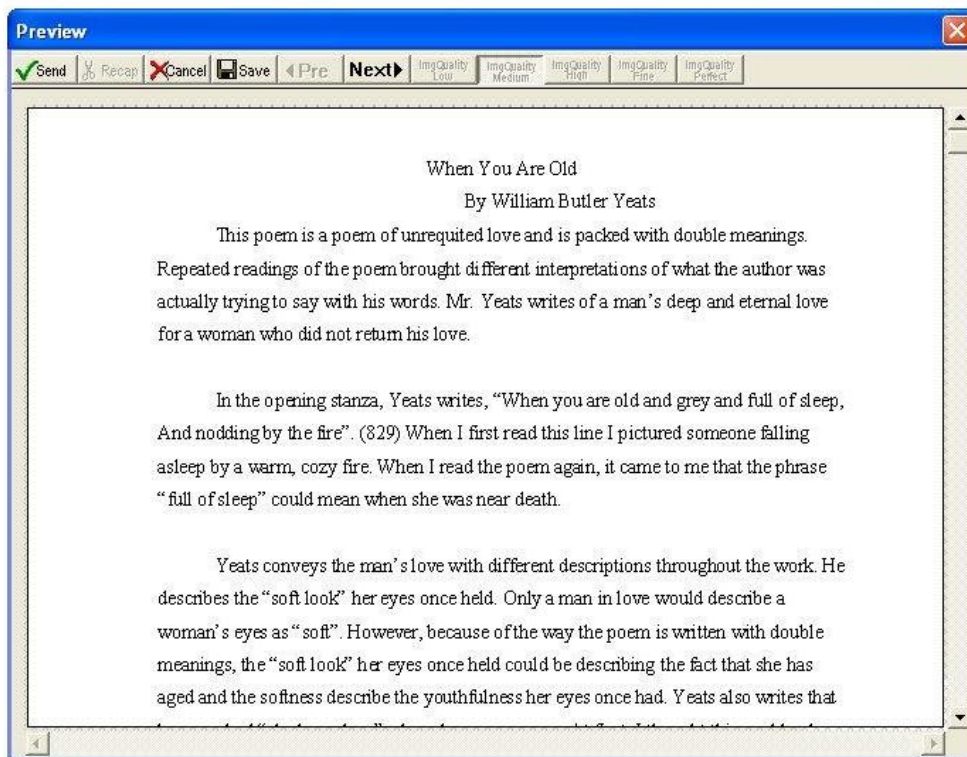 Preview
Send Recap Cancel Save Pre Next ImgQuality Low ImgQuality Medium ImgQuality High ImgQuality Fine ImgQuality Perfect
When You Are Old
By William Butler Yeats
This poem is a poem of unrequited love and is packed with double meanings.
Repeated readings of the poem brought different interpretations of what the author was
actually trying to say with his words. Mr. Yeats writes of a man's deep and eternal love
for a woman who did not return his love.
In the opening stanza, Yeats writes, “When you are old and grey and full of sleep,
And nodding by the fire”. (829) When I first read this line I pictured someone falling
asleep by a warm, cozy fire. When I read the poem again, it came to me that the phrase
“full of sleep” could mean when she was near death.
Yeats conveys the man's love with different descriptions throughout the work. He
describes the “soft look” her eyes once held. Only a man in love would describe a
woman's eyes as “soft”. However, because of the way the poem is written with double
meanings, the “soft look” her eyes once held could be describing the fact that she has
aged and the softness describe the youthfulness her eyes once had. Yeats also writes that